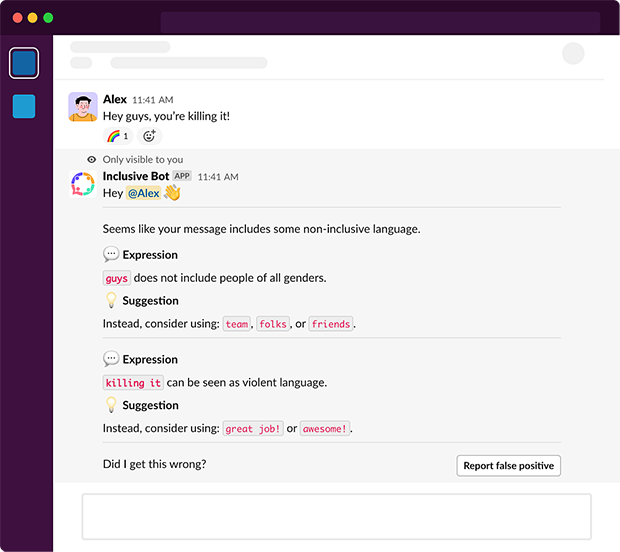 Alex 11:41 AM
Hey guys, you're killing it!
1
Only visible to you
Inclusive Bot APP 11:41 AM
Hey @Alex
Seems like your message includes some non-inclusive language.
Expression
guys does not include people of all genders.
Suggestion
Instead, consider using: team, folks, or friends.
Expression
killing it can be seen as violent language.
Suggestion
Instead, consider using: great job! or awesome!.
Did I get this wrong? Report false positive